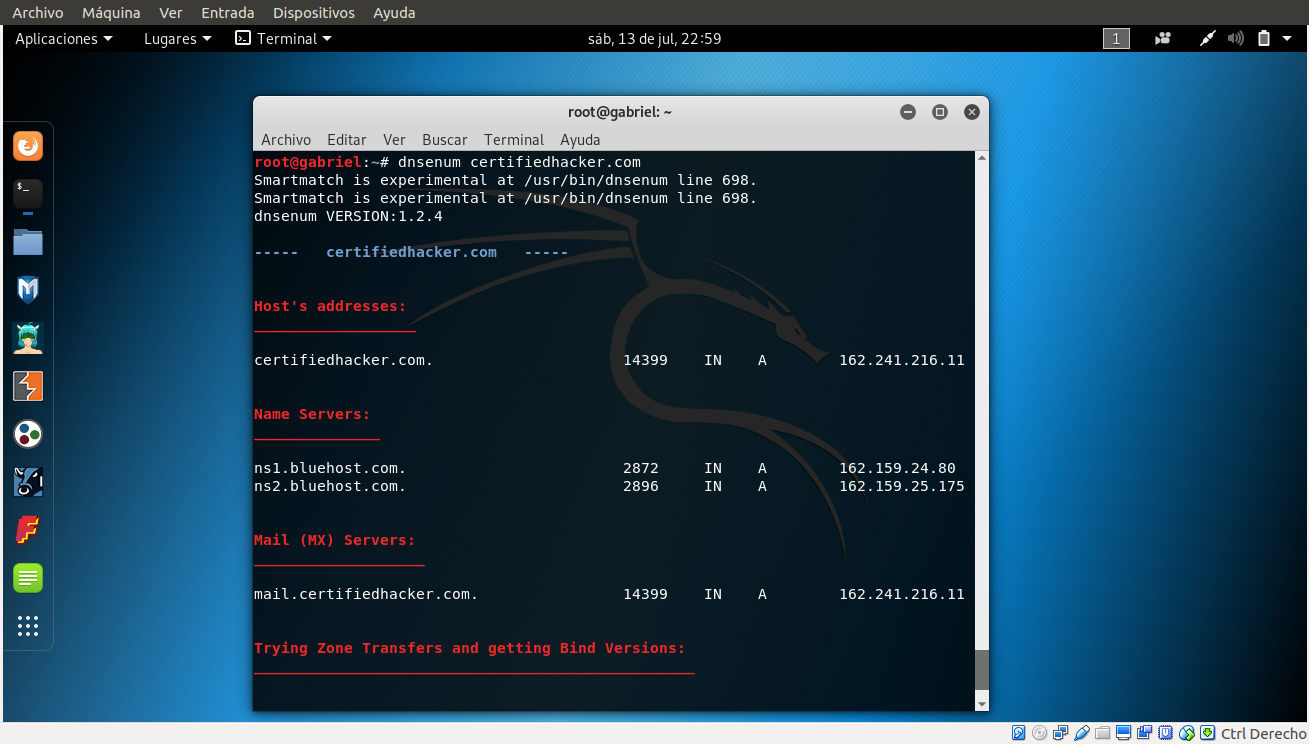 Archivo Máquina Ver Entrada Dispositivos Ayuda
Aplicaciones Lugares Terminal sáb, 13 de jul, 22:59 1
root@gabriel: ~
Archivo Editar Ver Buscar Terminal Ayuda
root@gabriel:~# dnsenum certifiedhacker.com
Smartmatch is experimental at /usr/bin/dnsenum line 698.
Smartmatch is experimental at /usr/bin/dnsenum line 698.
dnsenum VERSION:1.2.4
----- certifiedhacker.com -----
Host's addresses:
__________________
certifiedhacker.com. 14399 IN A 162.241.216.11
Name Servers:
______________
ns1.bluehost.com. 2872 IN A 162.159.24.80
ns2.bluehost.com. 2896 IN A 162.159.25.175
Mail (MX) Servers:
___________________
mail.certifiedhacker.com. 14399 IN A 162.241.216.11
Trying Zone Transfers and getting Bind Versions:
_________________________________________________
Ctrl Derecho